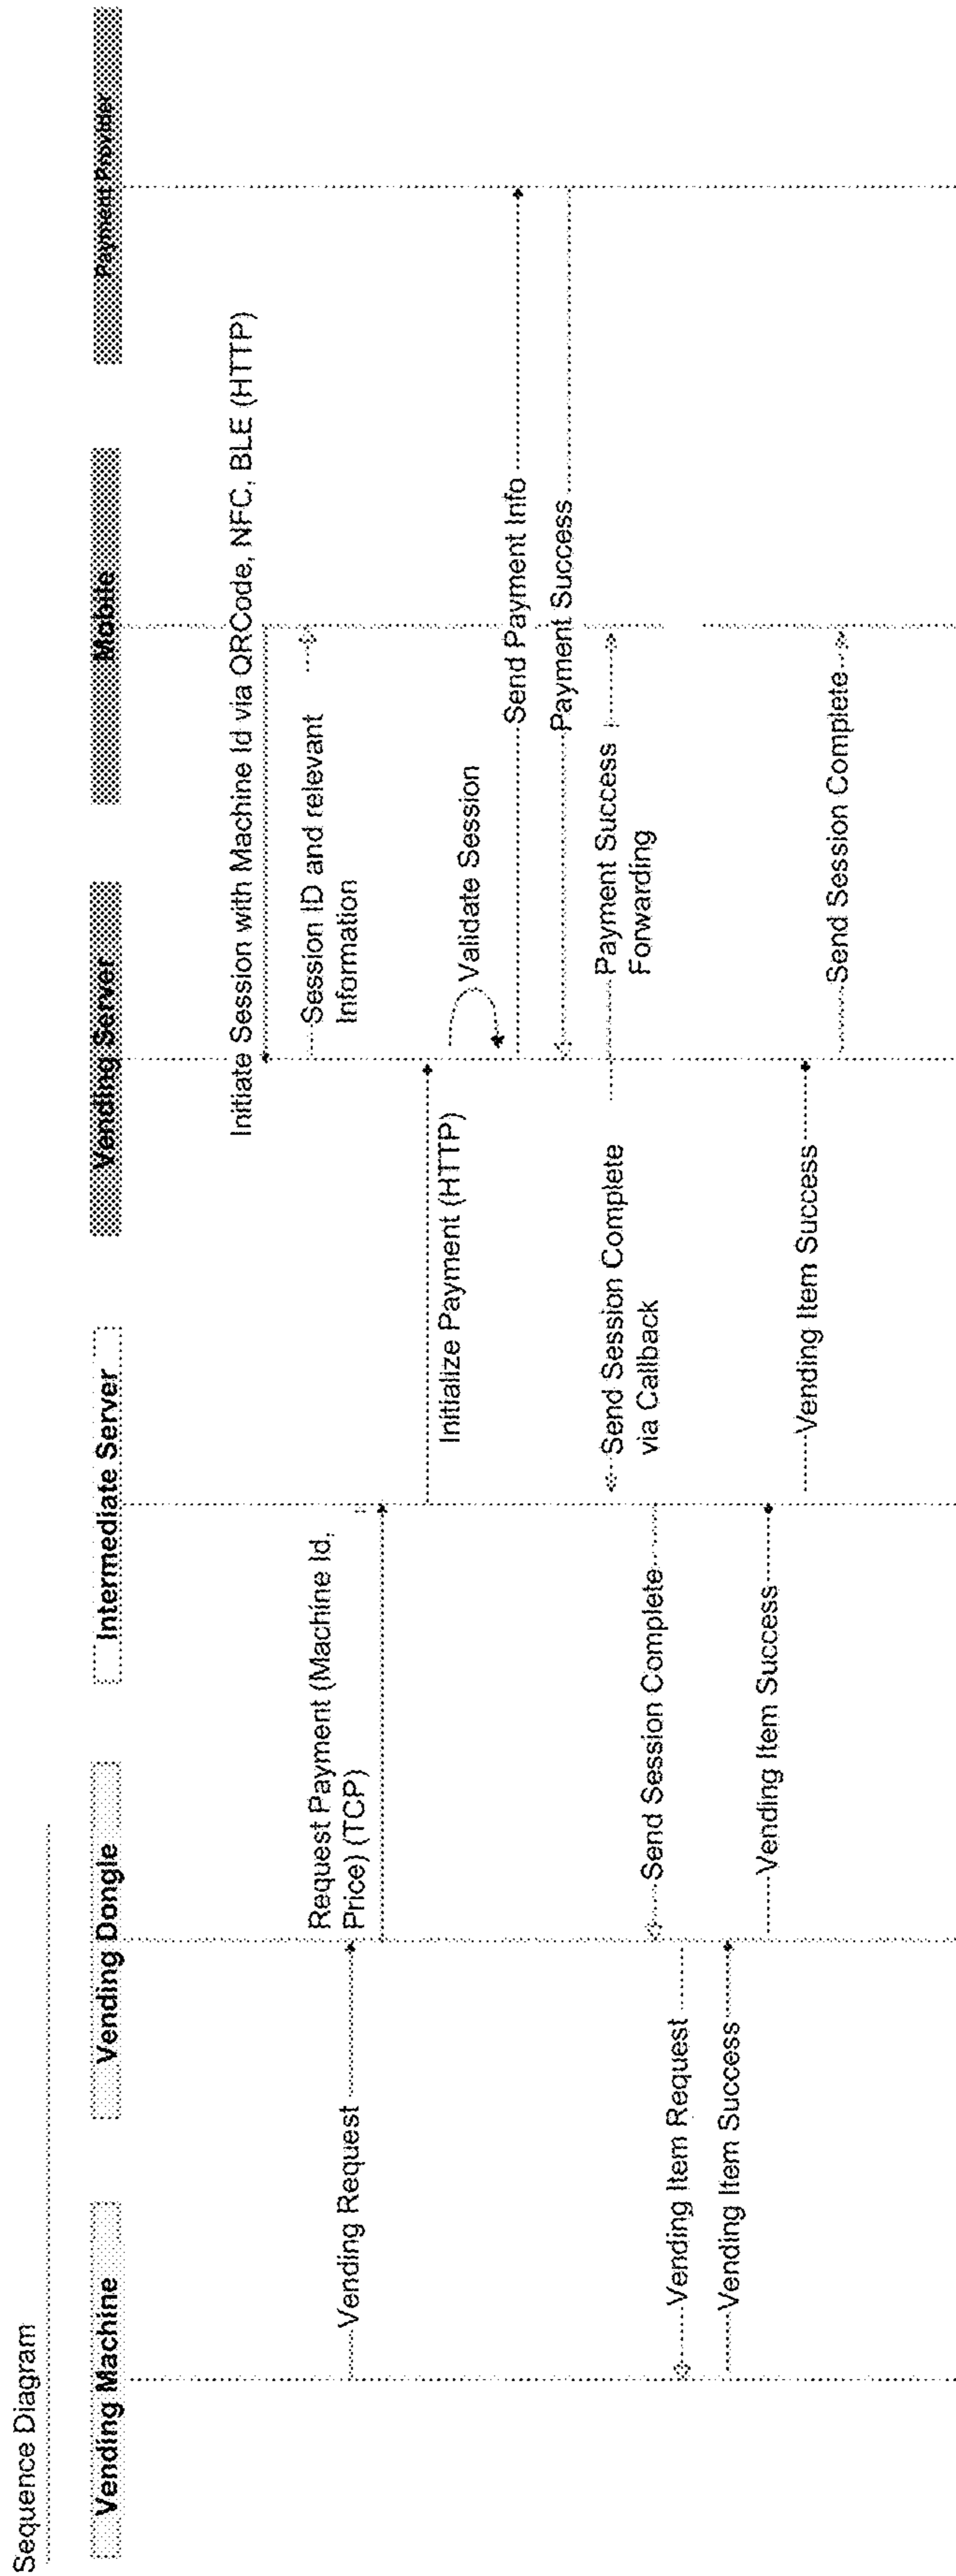 Sequence Diagram
Vending Machine
Vending Dongle
Intermediate Server
Vending Server
Mobile
Payment Provider
Initiate Session with Machine Id via QRCode, NFC, BLE (HTTP)
Session ID and relevant
Information
Vending Request
Request Payment (Machine Id,
Price) (TCP)
Initialize Payment (HTTP)
Validate Session
Send Payment Info
Payment Success
Send Session Complete
via Callback
Payment Success
Forwarding
Send Session Complete
Vending Item Request
Vending Item Success
Vending Item Success
Vending Item Success
Send Session Complete